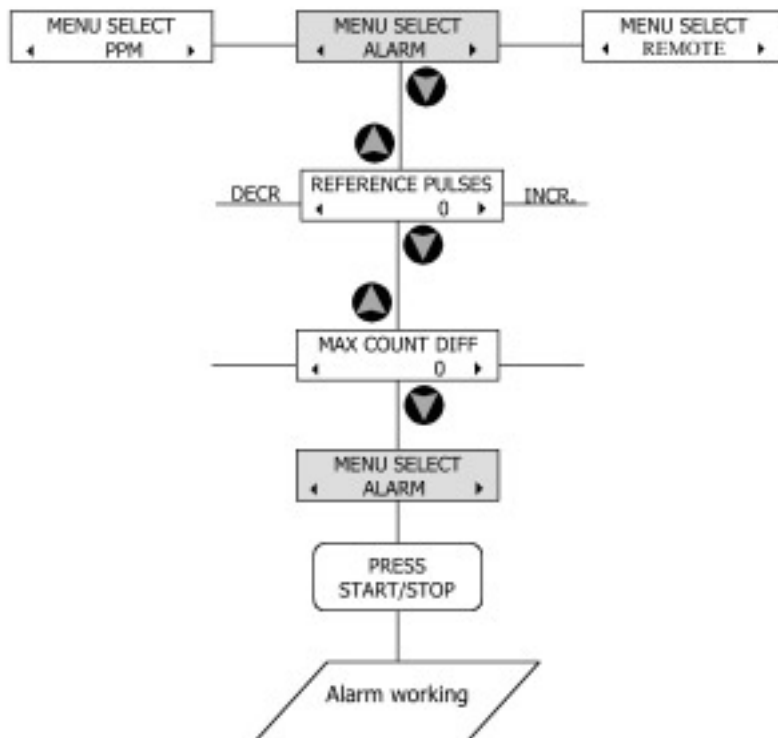 MENU SELECT
PPM
MENU SELECT
ALARM
MENU SELECT
REMOTE
DECR
REFERENCE PULSES
0
INCR.
MAX COUNT DIFF
0
MENU SELECT
ALARM
PRESS
START/STOP
Alarm working